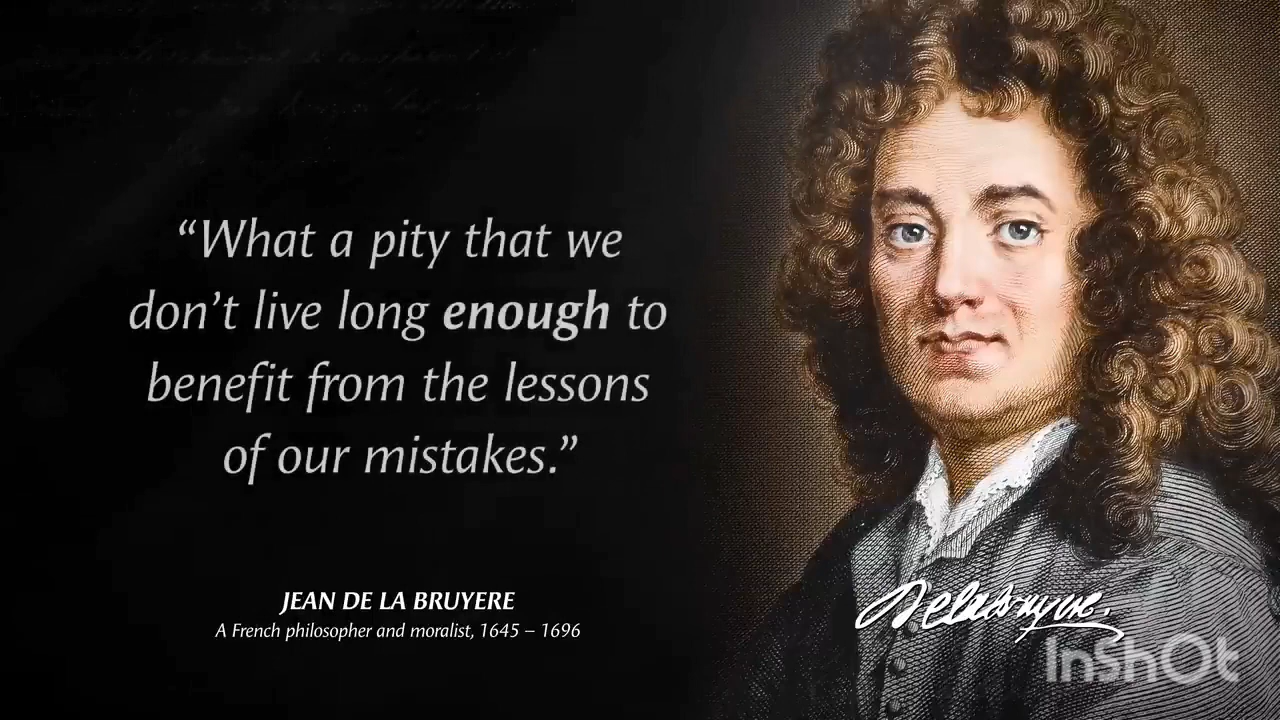 “What a pity that we
don’t live long enough to
benefit from the lessons
of our mistakes.”
JEAN DE LA BRUYERE
A French philosopher and moralist, 1645 – 1696
Delabruyere.
InShOt